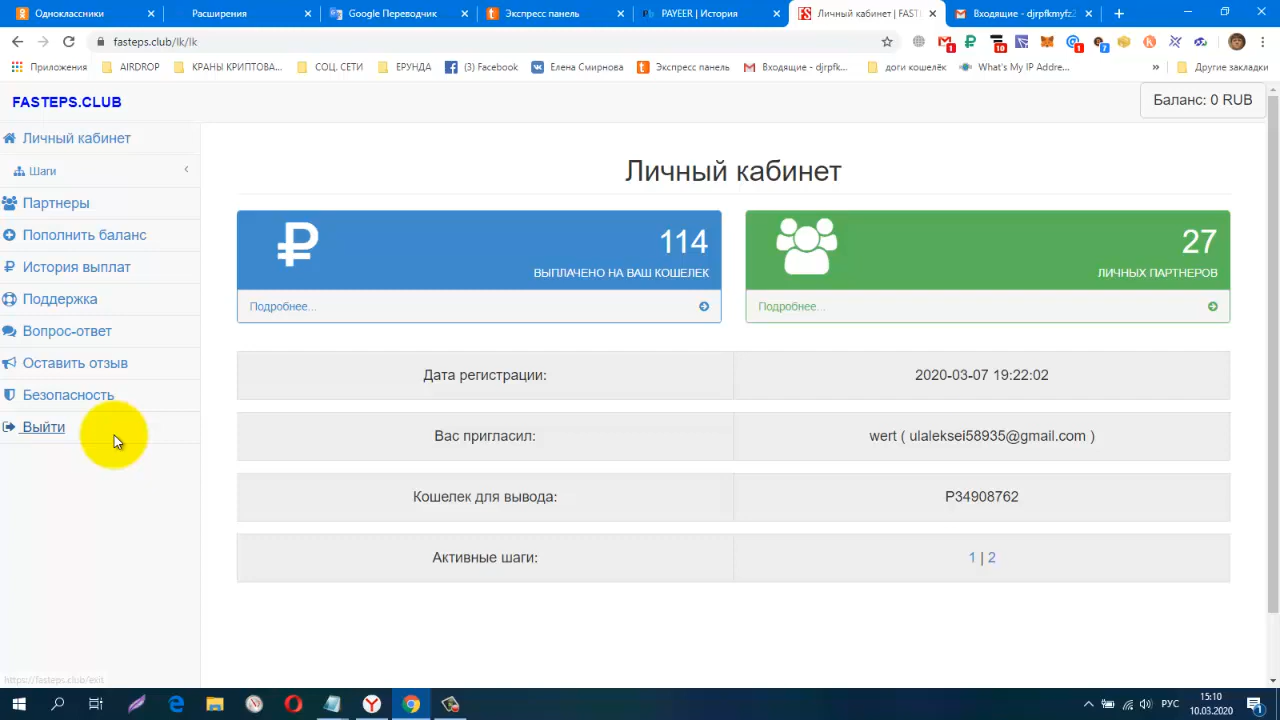 Одноклассники
Расширения
Google Переводчик
Экспресс панель
PAYEER | История
Личный кабинет | FAST
Входящие - djrpfkmyfz2
fasteps.club/lk/lk
Приложения
AIRDROP
КРАНЫ КРИПТОВА...
СОЦ. СЕТИ
ЕРУНДА
(3) Facebook
Елена Смирнова
Экспресс панель
Входящие - djrpfk...
доги кошелёк
What's My IP Addre...
Другие закладки
FASTEPS.CLUB
Баланс: 0 RUB
Личный кабинет
Шаги
Партнеры
Пополнить баланс
История выплат
Поддержка
Вопрос-ответ
Оставить отзыв
Безопасность
Выйти
Личный кабинет
114
ВЫПЛАЧЕНО НА ВАШ КОШЕЛЕК
Подробнее...
27
ЛИЧНЫХ ПАРТНЕРОВ
Подробнее...
Дата регистрации: 2020-03-07 19:22:02
Вас пригласил: wert ( ulaleksei58935@gmail.com )
Кошелек для вывода: P34908762
Активные шаги: 1 | 2
https://fasteps.club/exit
РУС
15:10
10.03.2020